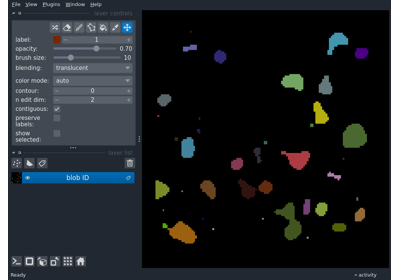 File View Plugins Window Help
layer controls
label: 1
opacity: 0.70
brush size: 10
blending: translucent
color mode: auto
contour: 0
n edit dim: 2
contiguous:
preserve
labels:
show
selected:
layer list
blob ID
Ready
activity